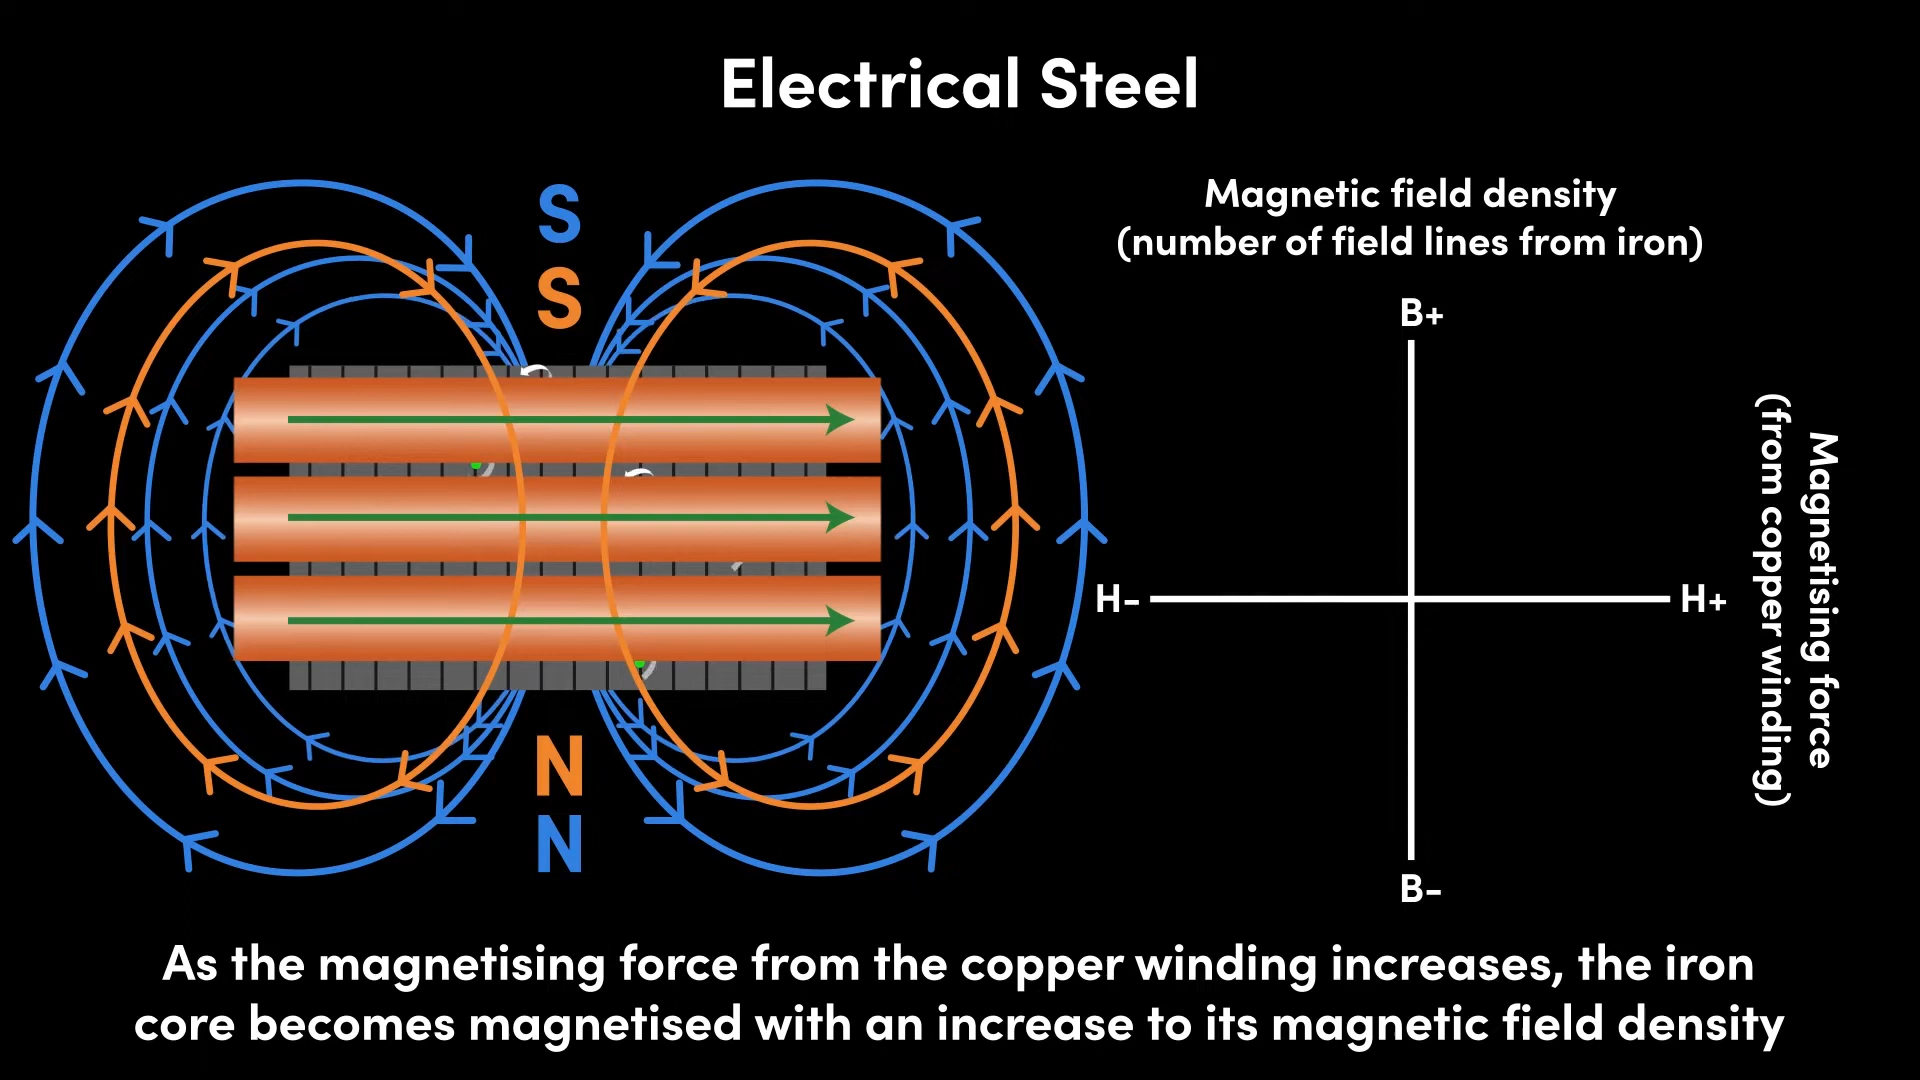 Electrical Steel
S
S
N
N
Magnetic field density
(number of field lines from iron)
B+
H-
H+
B-
Magnetising force
(from copper winding)
As the magnetising force from the copper winding increases, the iron
core becomes magnetised with an increase to its magnetic field density